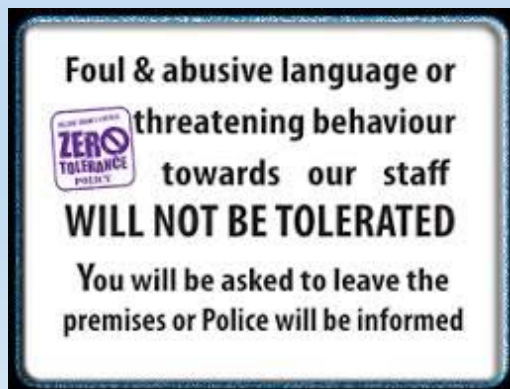 Foul & abusive language or
threatening behaviour
ZERO
TOLERANCE
POLICY
towards our staff
WILL NOT BE TOLERATED
You will be asked to leave the
premises or Police will be informed